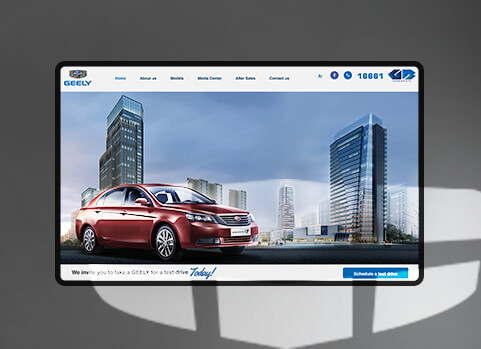 GEELY
Home About us Models Media Center After Sales Contact us
16661
We invite you to take a GEELY for a test drive Today!
Schedule a test drive